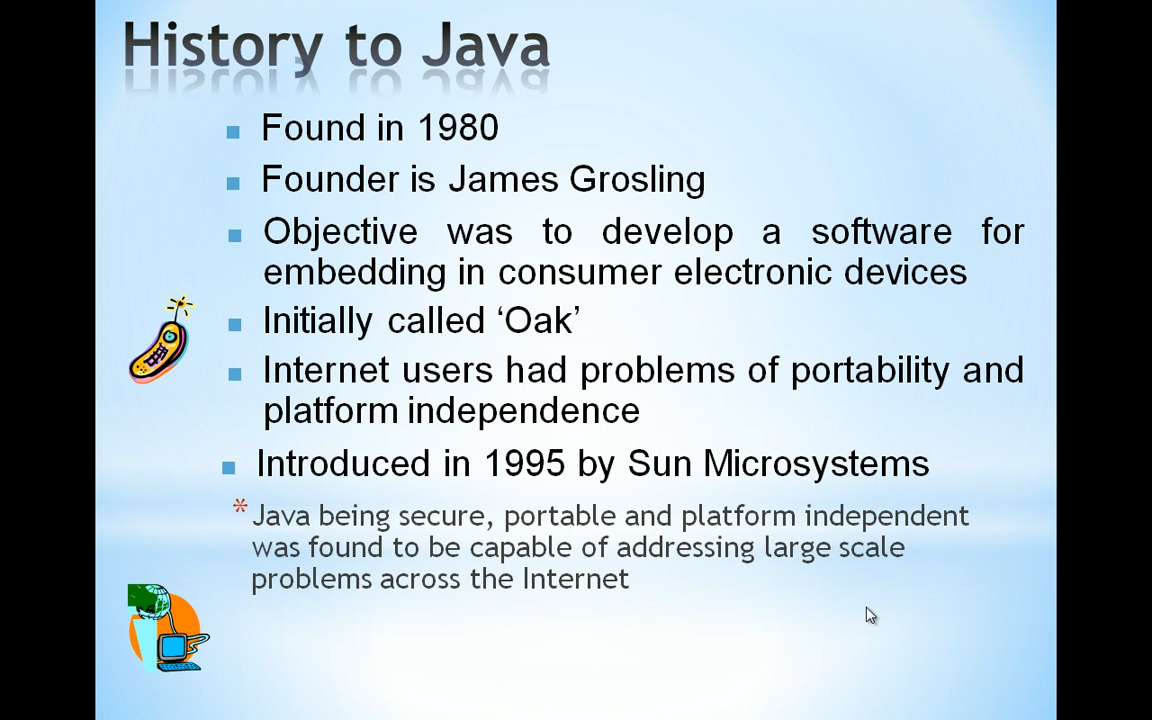 History to Java
Found in 1980
Founder is James Grosling
Objective was to develop a software for
embedding in consumer electronic devices
Initially called ‘Oak’
Internet users had problems of portability and
platform independence
Introduced in 1995 by Sun Microsystems
* Java being secure, portable and platform independent
was found to be capable of addressing large scale
problems across the Internet